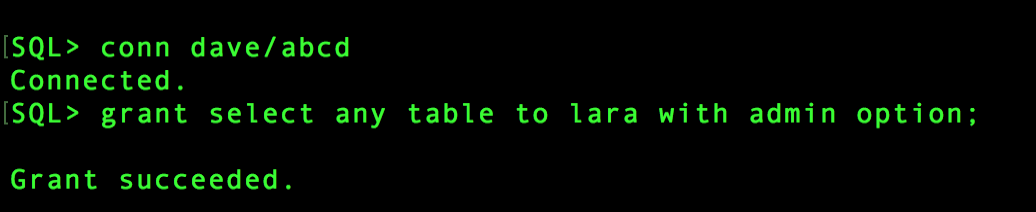 [SQL> conn dave/abcd
Connected.
[SQL> grant select any table to lara with admin option;
Grant succeeded.